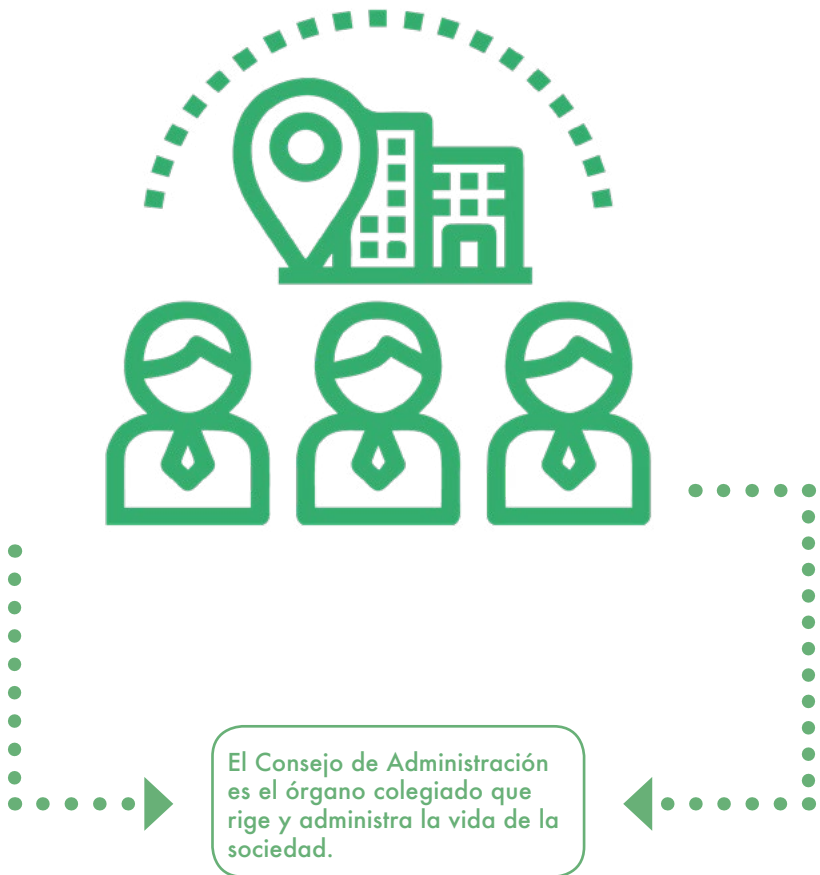 El Consejo de Administración
es el órgano colegiado que
rige y administra la vida de la
sociedad.